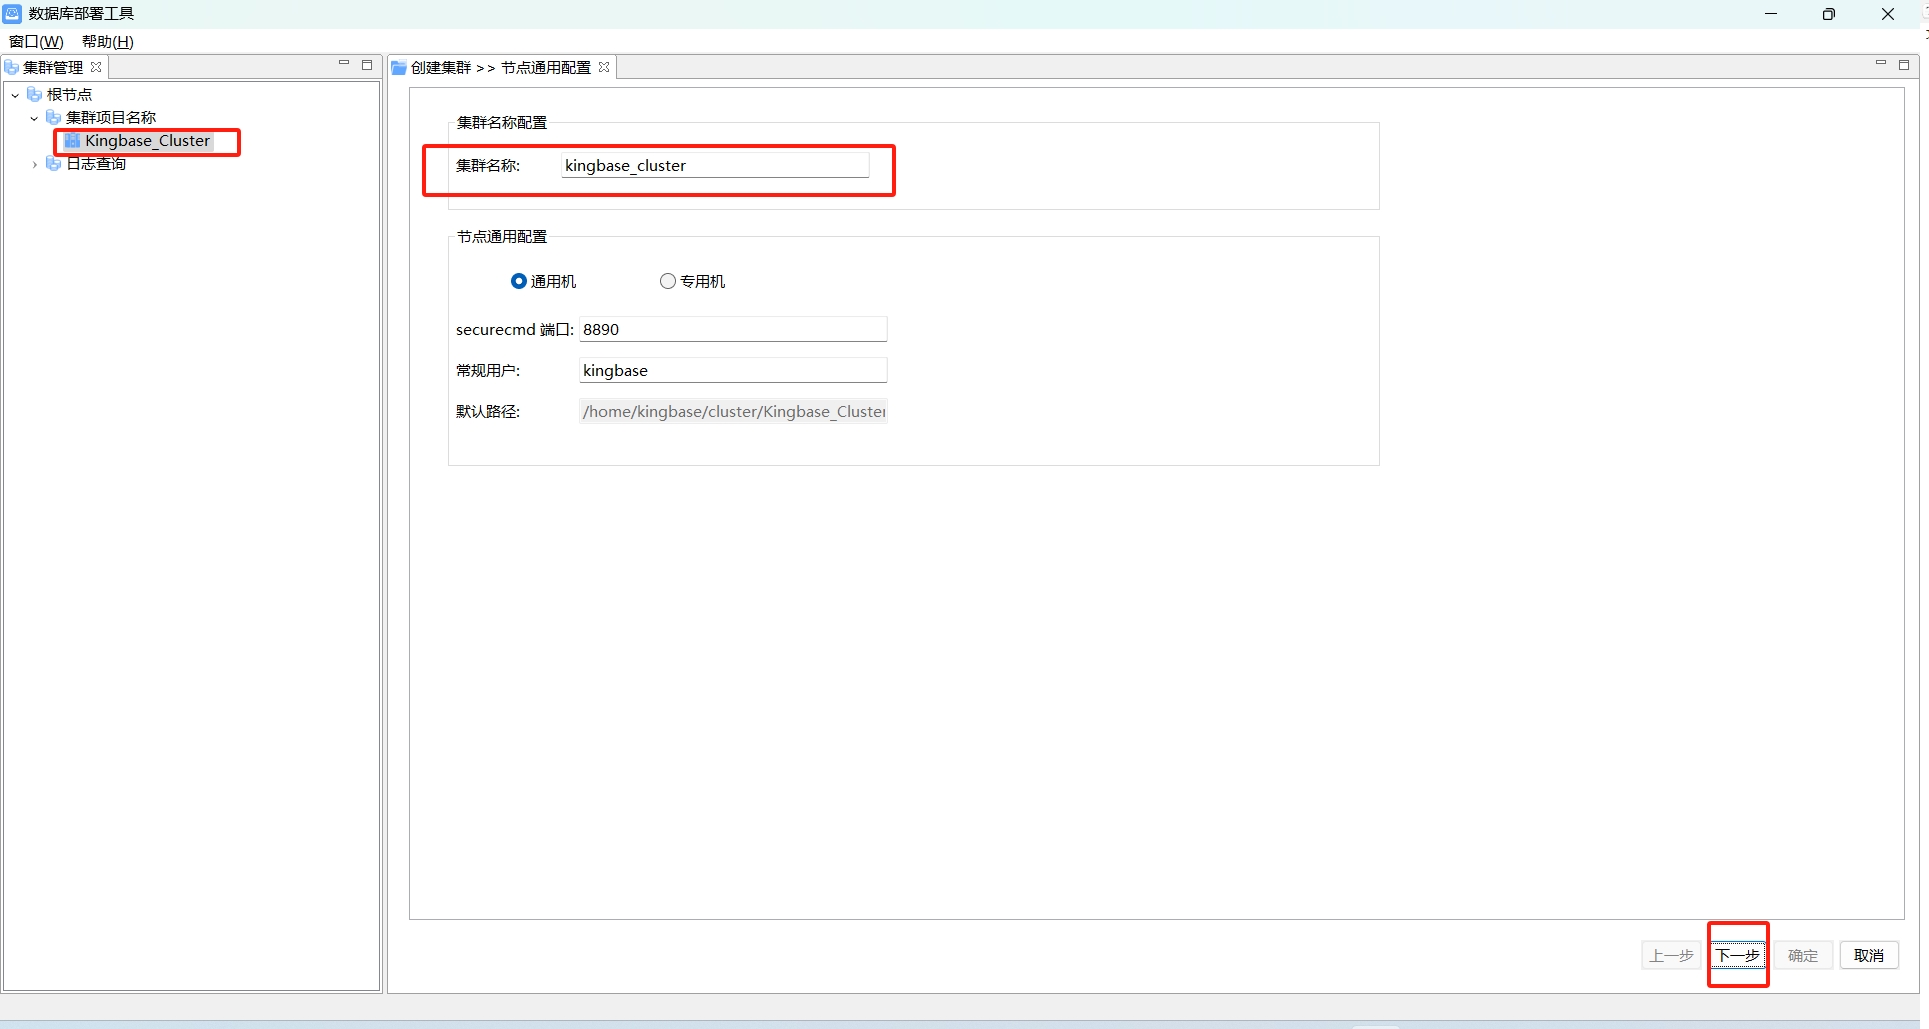 数据库部署工具
窗口(W) 帮助(H)
集群管理
根节点
集群项目名称
Kingbase_Cluster
日志查询
创建集群 >> 节点通用配置
集群名称配置
集群名称: kingbase_cluster
节点通用配置
通用机 专用机
securecmd 端口: 8890
常规用户: kingbase
默认路径: /home/kingbase/cluster/Kingbase_Cluster
上一步 下一步 确定 取消